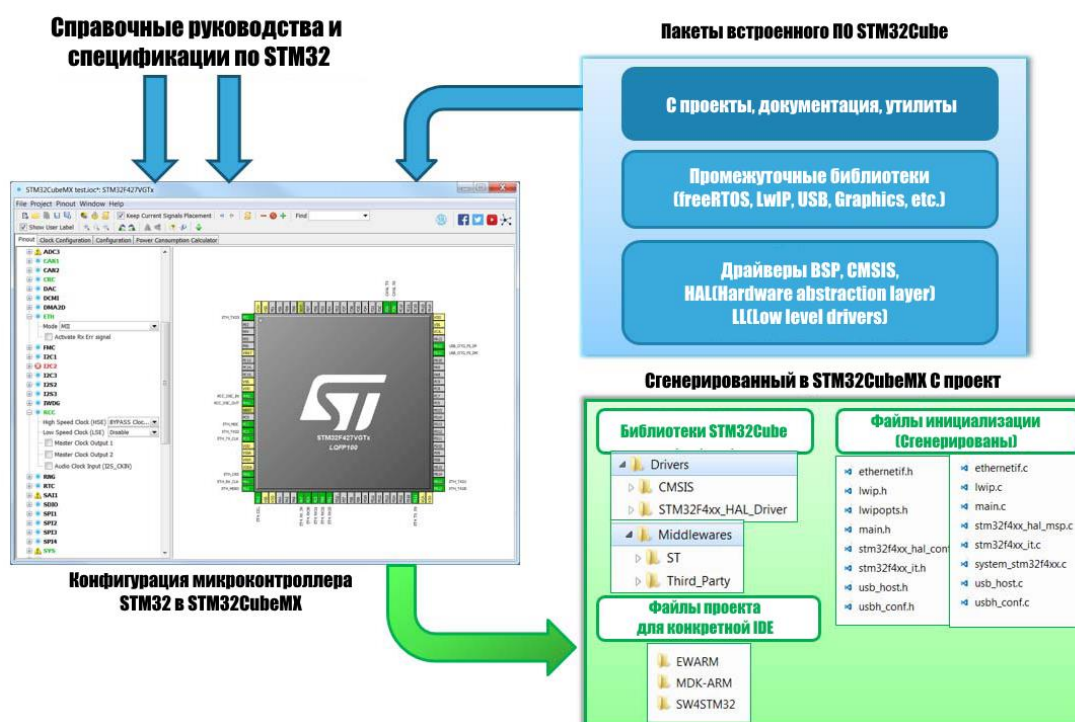 Справочные руководства и
спецификации по STM32
Пакеты встроенного ПО STM32Cube
С проекты, документация, утилиты
Промежуточные библиотеки
(freeRTOS, LwIP, USB, Graphics, etc.)
Драйверы BSP, CMSIS,
HAL(Hardware abstraction layer)
LL(Low level drivers)
STM32CubeMX test.ioc*: STM32F427VGTx
File Project Pinout Window Help
Keep Current Signals Placement
Find
Show User Label
Pinout Clock Configuration Configuration Power Consumption Calculator
ADC3
CAN1
CAN2
CRC
DAC
DCMI
DMA2D
ETH
Mode MII
Activate Rx Err signal
FMC
I2C1
I2C2
I2C3
I2S2
I2S3
IWDG
RCC
High Speed Clock (HSE) BYPASS Cloc...
Low Speed Clock (LSE) Disable
Master Clock Output 1
Master Clock Output 2
Audio Clock Input (I2S_CKIN)
RNG
RTC
SAI1
SDIO
SPI1
SPI2
SPI3
SPI4
SYS
STM32F427VGTx
LQFP100
Конфигурация микроконтроллера
STM32 в STM32CubeMX
Сгенерированный в STM32CubeMX С проект
Библиотеки STM32Cube
Drivers
CMSIS
STM32F4xx_HAL_Driver
Middlewares
ST
Third_Party
Файлы проекта
для конкретной IDE
EWARM
MDK-ARM
SW4STM32
Файлы инициализации
(Сгенерированы)
ethernetif.h
lwip.h
lwipopts.h
main.h
stm32f4xx_hal_conf
stm32f4xx_it.h
usb_host.h
usbh_conf.h
ethernetif.c
lwip.c
main.c
stm32f4xx_hal_msp.c
stm32f4xx_it.c
system_stm32f4xx.c
usb_host.c
usbh_conf.c